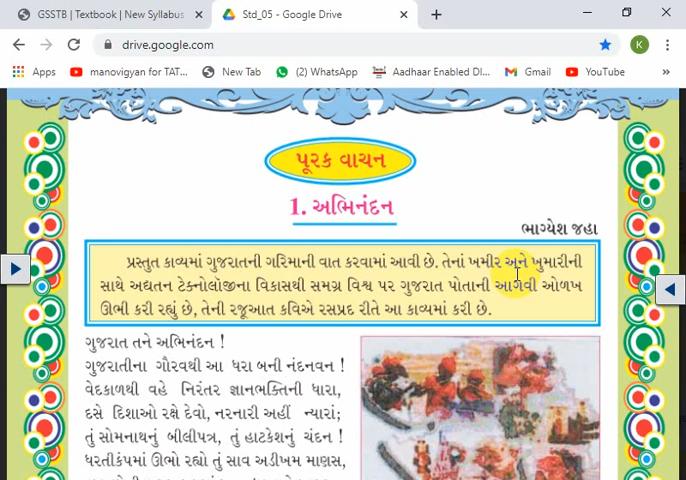 GSSTB | Textbook | New Syllabus
Std_05 - Google Drive
drive.google.com
K
Apps manovigyan for TAT... New Tab (2) WhatsApp Aadhaar Enabled DI... Gmail YouTube
પૂરક વાચન
1. અભિનંદન
ભાગ્યેશ જહા
પ્રસ્તુત કાવ્યમાં ગુજરાતની ગરિમાની વાત કરવામાં આવી છે. તેનાં ખમીર અને ખુમારીની
સાથે અદ્યતન ટેક્નોલૉજીના વિકાસથી સમગ્ર વિશ્વ પર ગુજરાત પોતાની આગવી ઓળખ
ઊભી કરી રહ્યું છે, તેની રજૂઆત કવિએ રસપ્રદ રીતે આ કાવ્યમાં કરી છે.
ગુજરાત તને અભિનંદન !
ગુજરાતીના ગૌરવથી આ ધરા બની નંદનવન !
વેદકાળથી વહે નિરંતર જ્ઞાનભક્તિની ધારા,
દસે દિશાઓ રક્ષે દેવો, નરનારી અહીં ન્યારાં;
તું સોમનાથનું બીલીપત્ર, તું હાટકેશનું ચંદન !
ધરતીકંપમાં ઊભો રહ્યો તું સાવ અડીખમ માણસ,